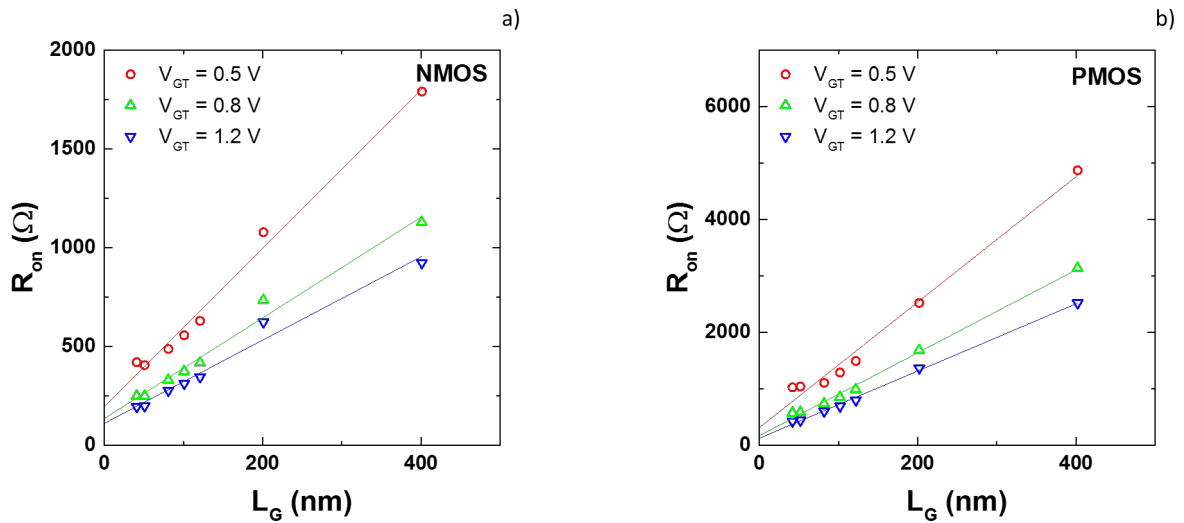 a)
2000
1500
1000
500
0
R_on (Ω)
NMOS
V_GT = 0.5 V
V_GT = 0.8 V
V_GT = 1.2 V
0 200 400
L_G (nm)
b)
6000
4000
2000
0
R_on (Ω)
PMOS
V_GT = 0.5 V
V_GT = 0.8 V
V_GT = 1.2 V
0 200 400
L_G (nm)